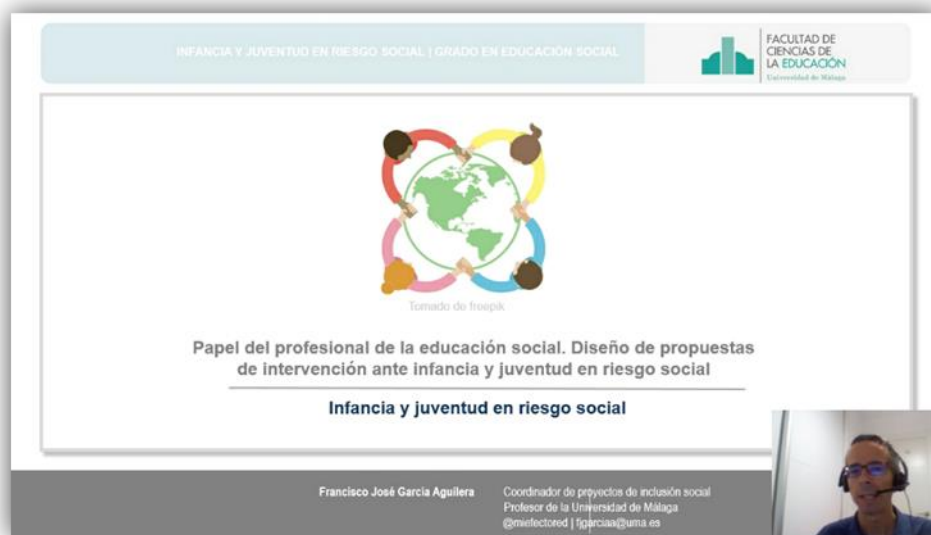 INFANCIA Y JUVENTUD EN RIESGO SOCIAL | GRADO EN EDUCACIÓN SOCIAL
FACULTAD DE
CIENCIAS DE
LA EDUCACIÓN
Universidad de Málaga
Tomado de freepik
Papel del profesional de la educación social. Diseño de propuestas
de intervención ante infancia y juventud en riesgo social
Infancia y juventud en riesgo social
Francisco José García Aguilera
Coordinador de proyectos de inclusión social
Profesor de la Universidad de Málaga
@miefectored | fjgarciaa@uma.es